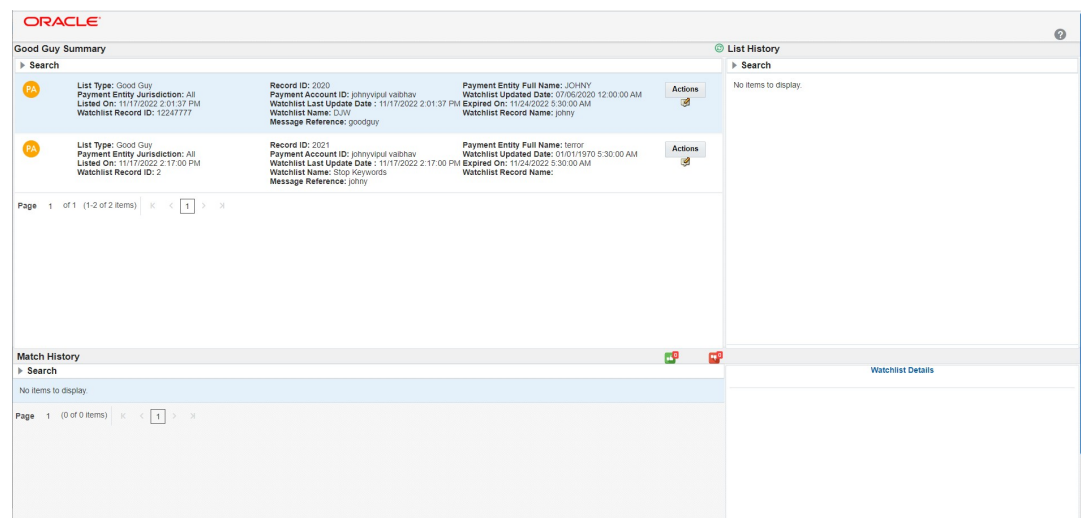 ORACLE
Good Guy Summary
Search
PA
List Type: Good Guy
Payment Entity Jurisdiction: All
Listed On: 11/17/2022 2:01:37 PM
Watchlist Record ID: 12247777
Record ID: 2020
Payment Account ID: johnyvipul vaibhav
Watchlist Last Update Date : 11/17/2022 2:01:37 PM
Watchlist Name: DJW
Message Reference: goodguy
Payment Entity Full Name: JOHNY
Watchlist Updated Date: 07/06/2020 12:00:00 AM
Expired On: 11/24/2022 5:30:00 AM
Watchlist Record Name: johny
Actions
PA
List Type: Good Guy
Payment Entity Jurisdiction: All
Listed On: 11/17/2022 2:17:00 PM
Watchlist Record ID: 2
Record ID: 2021
Payment Account ID: johnyvipul vaibhav
Watchlist Last Update Date : 11/17/2022 2:17:00 PM
Watchlist Name: Stop Keywords
Message Reference: johny
Payment Entity Full Name: terror
Watchlist Updated Date: 01/01/1970 5:30:00 AM
Expired On: 11/24/2022 5:30:00 AM
Watchlist Record Name:
Actions
Page 1 of 1 (1-2 of 2 items) 1
List History
Search
No items to display.
Match History
0
0
Search
No items to display.
Page 1 (0 of 0 items) 1
Watchlist Details